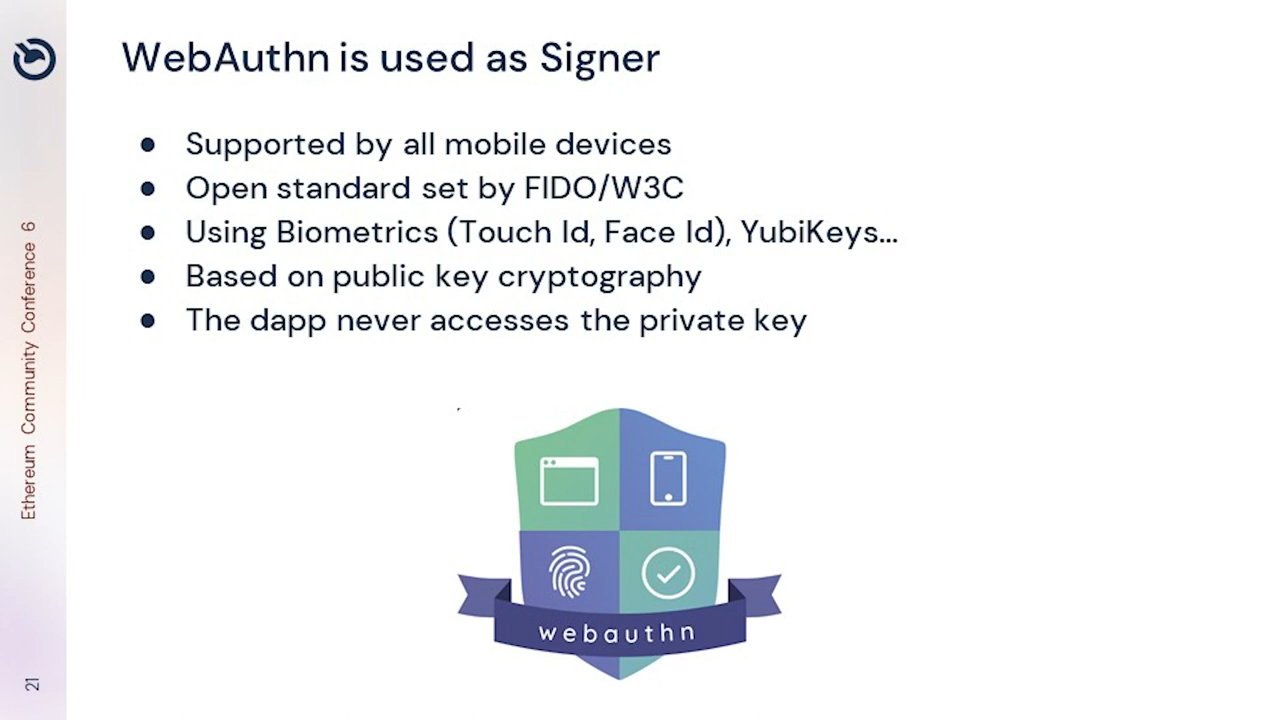 WebAuthn is used as Signer
● Supported by all mobile devices
● Open standard set by FIDO/W3C
● Using Biometrics (Touch Id, Face Id), YubiKeys...
● Based on public key cryptography
● The dapp never accesses the private key
webauthn
Ethereum Community Conference 6
21